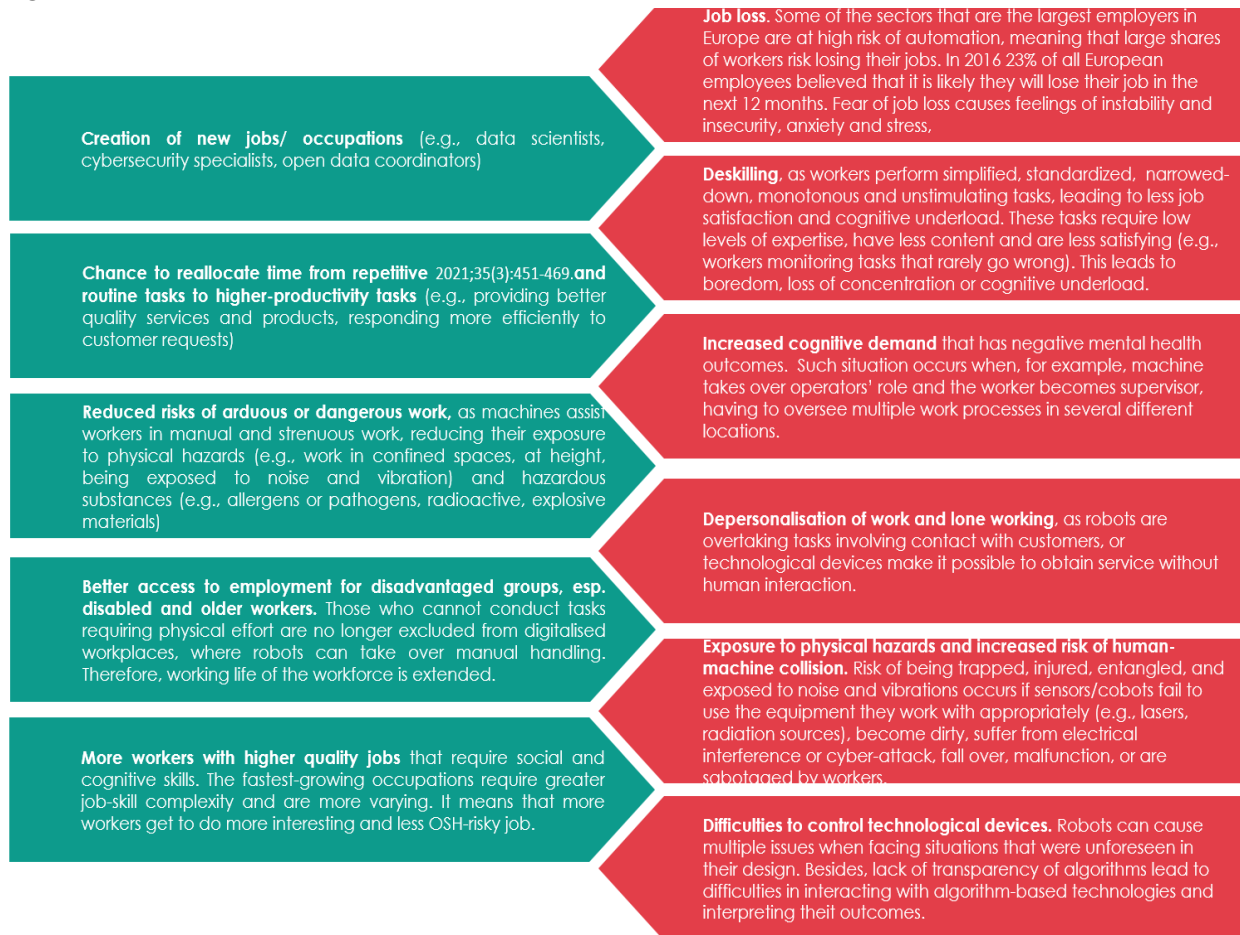 Creation of new jobs/ occupations (e.g., data scientists,
cybersecurity specialists, open data coordinators)
Chance to reallocate time from repetitive 2021;35(3):451-469.and
routine tasks to higher-productivity tasks (e.g., providing better
quality services and products, responding more efficiently to
customer requests)
Reduced risks of arduous or dangerous work, as machines assist
workers in manual and strenuous work, reducing their exposure
to physical hazards (e.g., work in confined spaces, at height,
being exposed to noise and vibration) and hazardous
substances (e.g., allergens or pathogens, radioactive, explosive
materials)
Better access to employment for disadvantaged groups, esp.
disabled and older workers. Those who cannot conduct tasks
requiring physical effort are no longer excluded from digitalised
workplaces, where robots can take over manual handling.
Therefore, working life of the workforce is extended.
More workers with higher quality jobs that require social and
cognitive skills. The fastest-growing occupations require greater
job-skill complexity and are more varying. It means that more
workers get to do more interesting and less OSH-risky job.
Job loss. Some of the sectors that are the largest employers in
Europe are at high risk of automation, meaning that large shares
of workers risk losing their jobs. In 2016 23% of all European
employees believed that it is likely they will lose their job in the
next 12 months. Fear of job loss causes feelings of instability and
insecurity, anxiety and stress,
Deskilling, as workers perform simplified, standardized, narrowed-
down, monotonous and unstimulating tasks, leading to less job
satisfaction and cognitive underload. These tasks require low
levels of expertise, have less content and are less satisfying (e.g.,
workers monitoring tasks that rarely go wrong). This leads to
boredom, loss of concentration or cognitive underload.
Increased cognitive demand that has negative mental health
outcomes. Such situation occurs when, for example, machine
takes over operators' role and the worker becomes supervisor,
having to oversee multiple work processes in several different
locations.
Depersonalisation of work and lone working, as robots are
overtaking tasks involving contact with customers, or
technological devices make it possible to obtain service without
human interaction.
Exposure to physical hazards and increased risk of human-
machine collision. Risk of being trapped, injured, entangled, and
exposed to noise and vibrations occurs if sensors/cobots fail to
use the equipment they work with appropriately (e.g., lasers,
radiation sources), become dirty, suffer from electrical
interference or cyber-attack, fall over, malfunction, or are
sabotaged by workers.
Difficulties to control technological devices. Robots can cause
multiple issues when facing situations that were unforeseen in
their design. Besides, lack of transparency of algorithms lead to
difficulties in interacting with algorithm-based technologies and
interpreting theit outcomes.